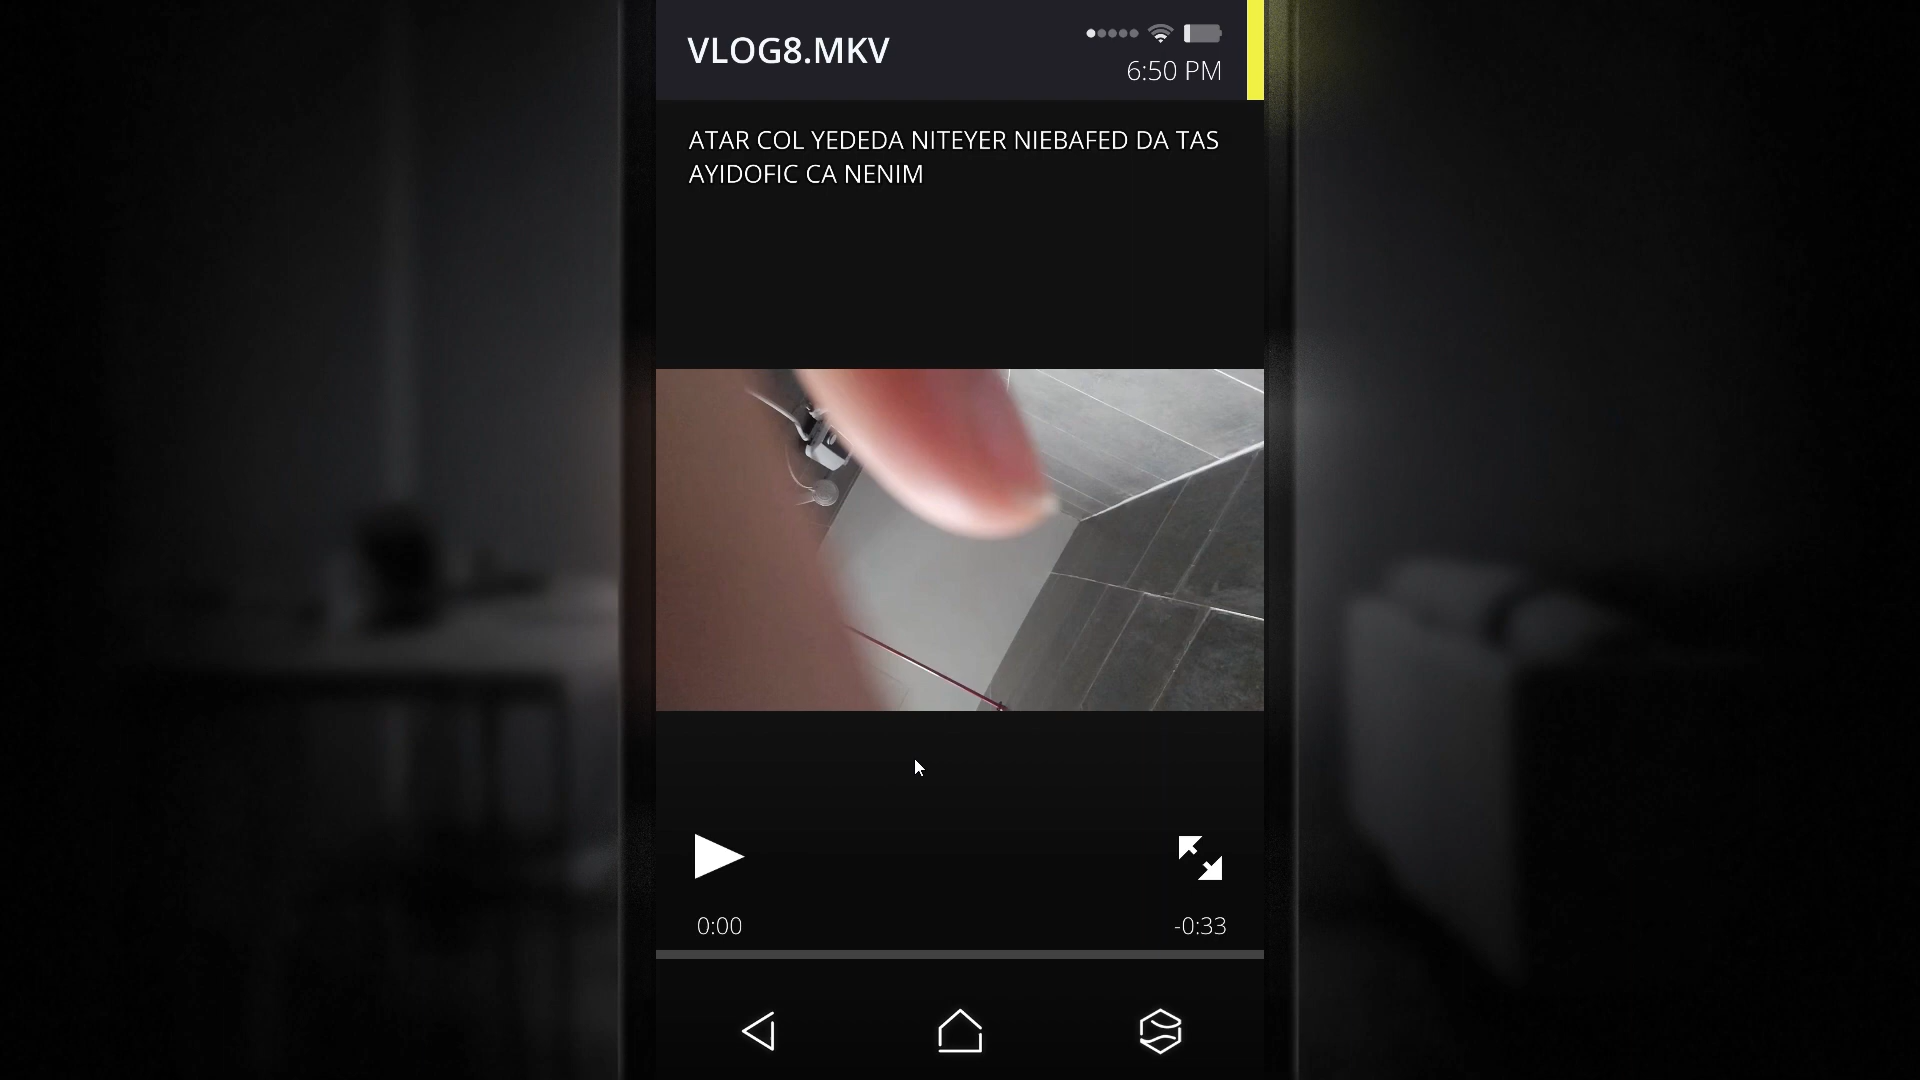 VLOG8.MKV
6:50 PM
ATAR COL YEDEDA NITEYER NIEBAFED DA TAS
AYIDOFIC CA NENIM
0:00
-0:33